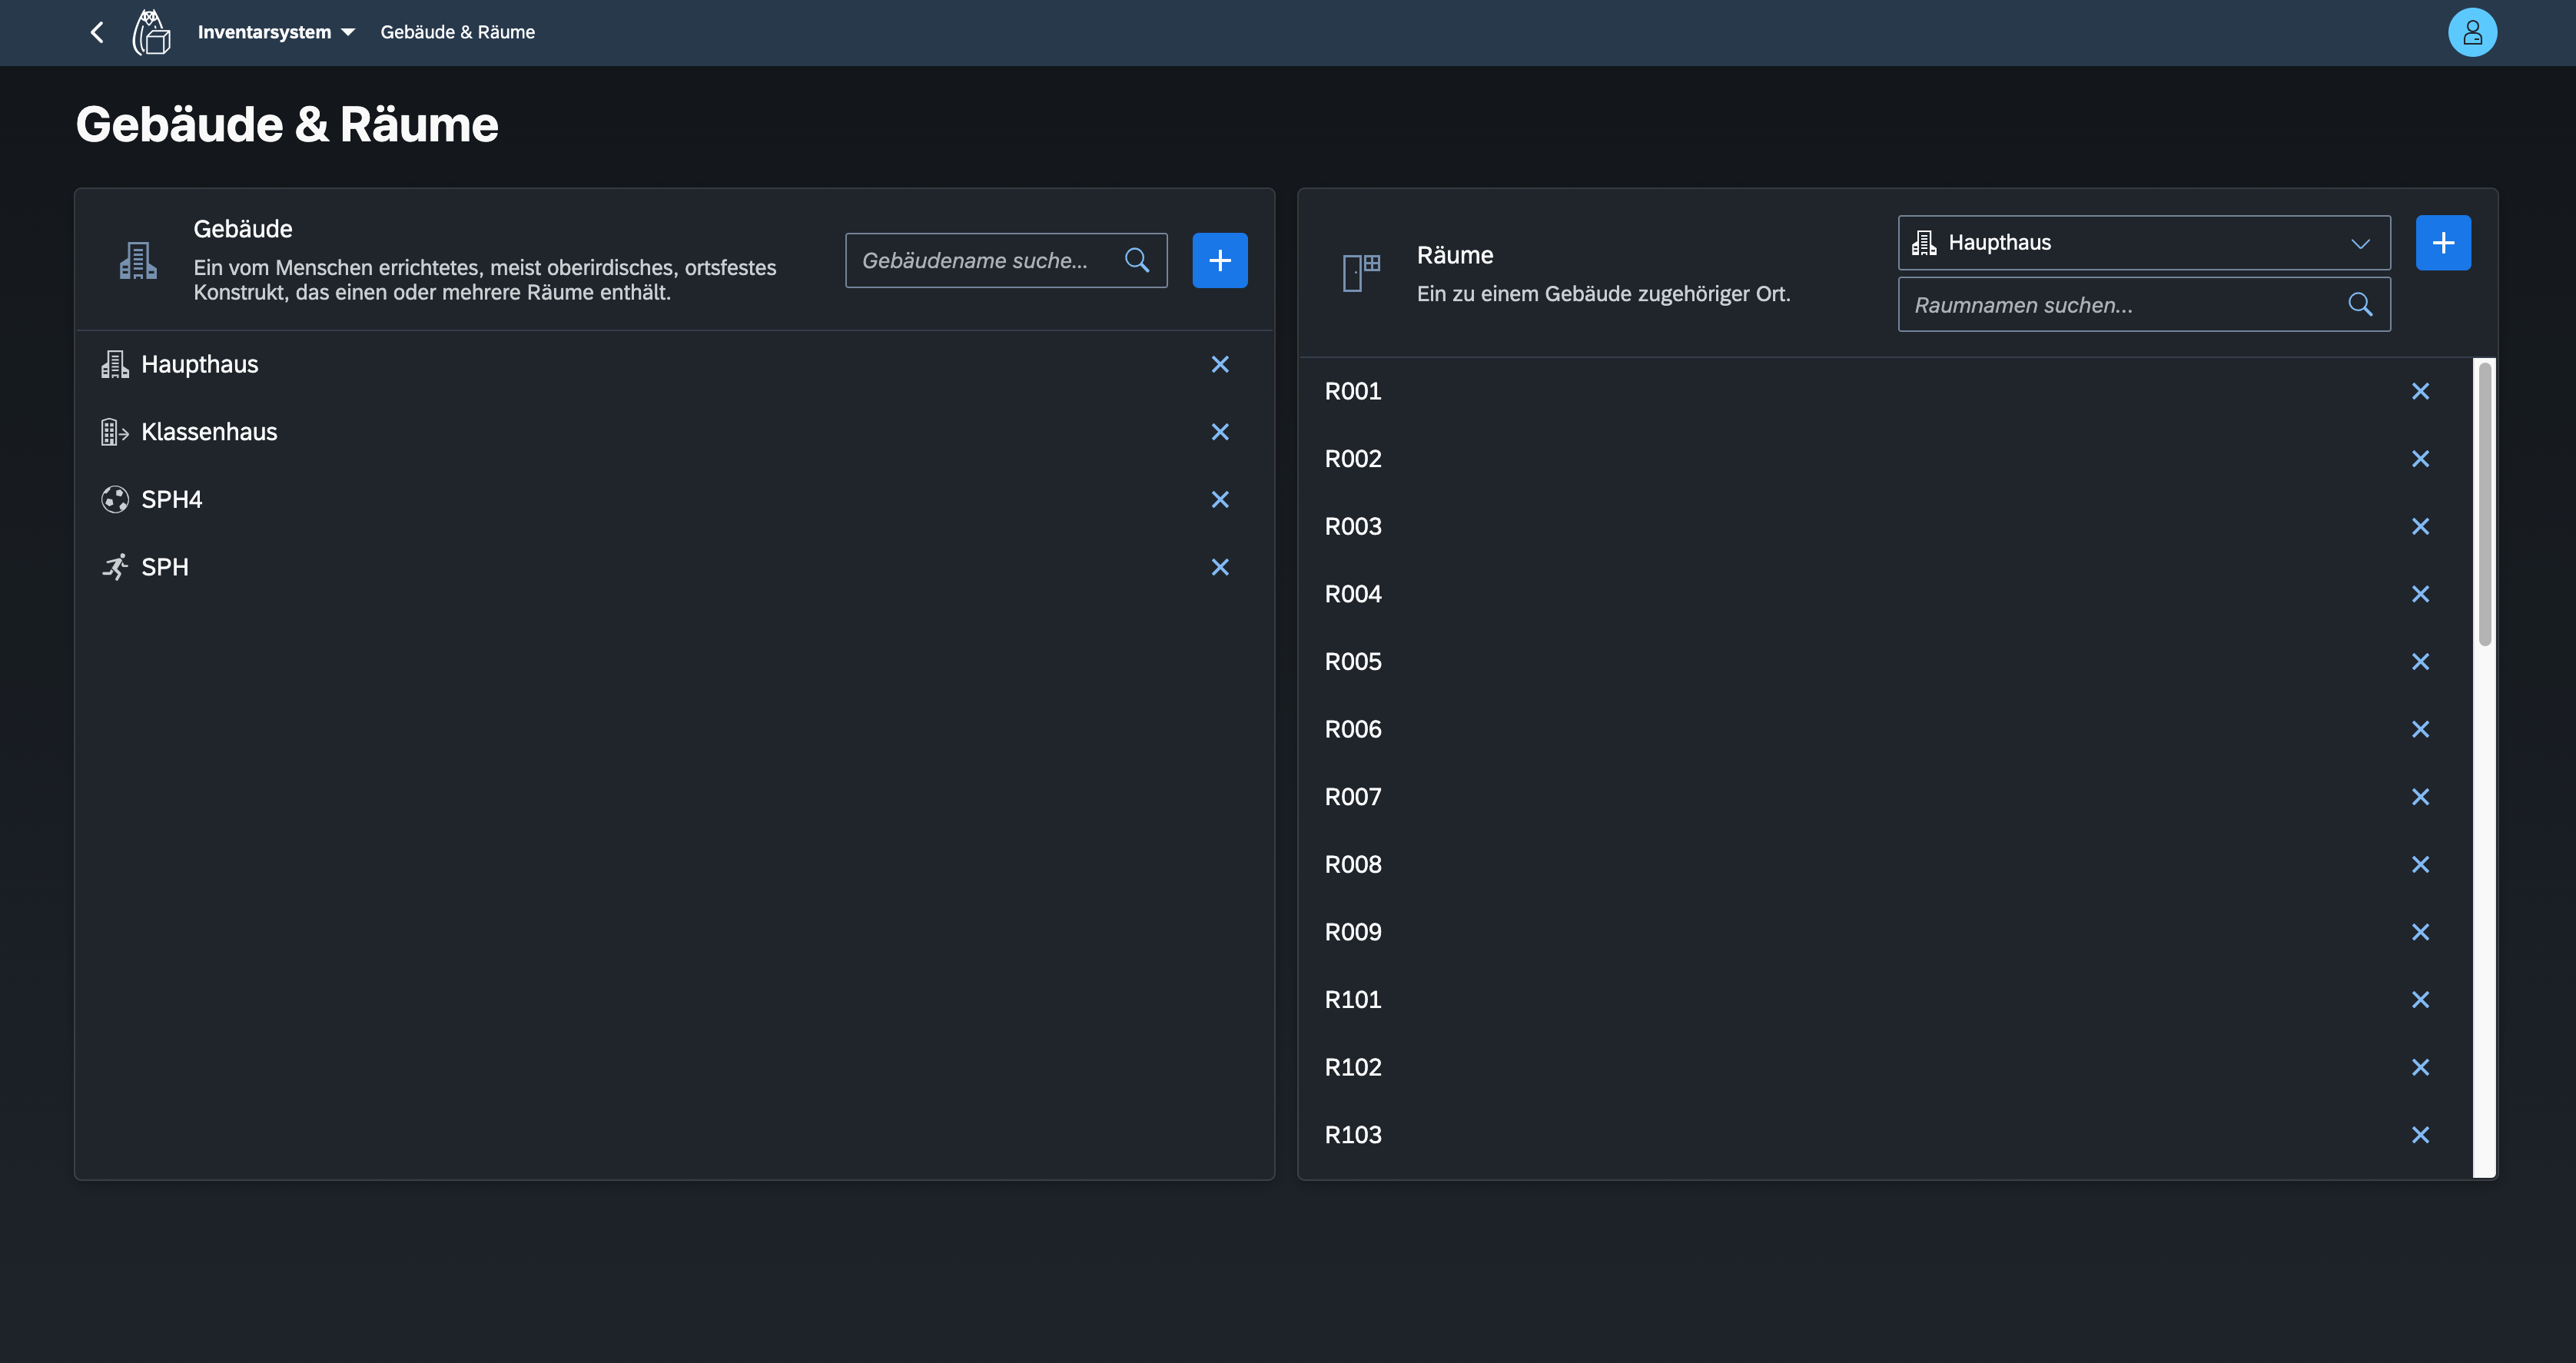 Inventarsystem Gebäude & Räume
Gebäude & Räume
Gebäude
Ein vom Menschen errichtetes, meist oberirdisches, ortsfestes
Konstrukt, das einen oder mehrere Räume enthält.
Gebäudename suche...
Haupthaus
Klassenhaus
SPH4
SPH
Räume
Ein zu einem Gebäude zugehöriger Ort.
Haupthaus
Raumnamen suchen...
R001
R002
R003
R004
R005
R006
R007
R008
R009
R101
R102
R103